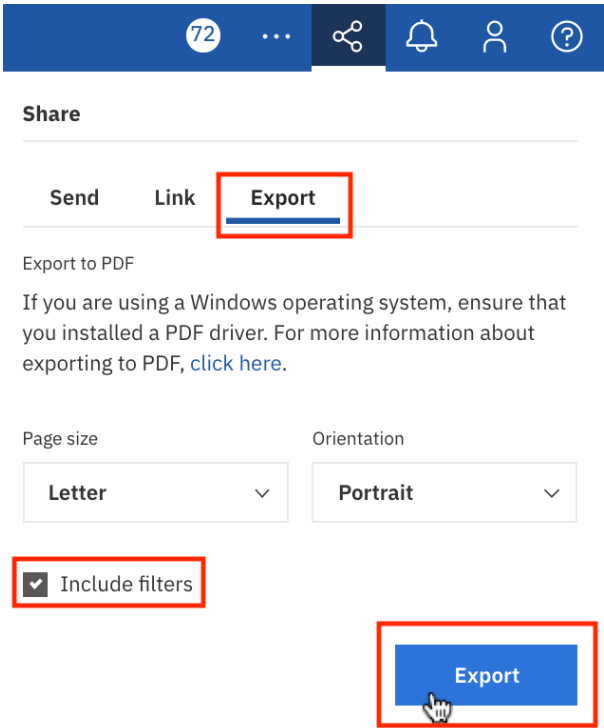 72
Share
Send Link Export
Export to PDF
If you are using a Windows operating system, ensure that
you installed a PDF driver. For more information about
exporting to PDF, click here.
Page size Orientation
Letter Portrait
Include filters
Export